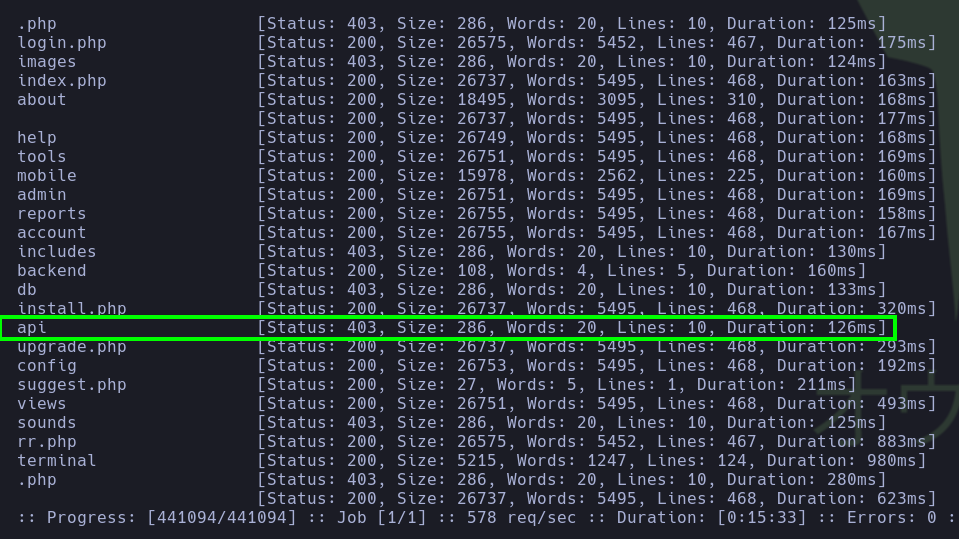 .php                    [Status: 403, Size: 286, Words: 20, Lines: 10, Duration: 125ms]
login.php               [Status: 200, Size: 26575, Words: 5452, Lines: 467, Duration: 175ms]
images                  [Status: 403, Size: 286, Words: 20, Lines: 10, Duration: 124ms]
index.php               [Status: 200, Size: 26737, Words: 5495, Lines: 468, Duration: 163ms]
about                   [Status: 200, Size: 18495, Words: 3095, Lines: 310, Duration: 168ms]
                        [Status: 200, Size: 26737, Words: 5495, Lines: 468, Duration: 177ms]
help                    [Status: 200, Size: 26749, Words: 5495, Lines: 468, Duration: 168ms]
tools                   [Status: 200, Size: 26751, Words: 5495, Lines: 468, Duration: 169ms]
mobile                  [Status: 200, Size: 15978, Words: 2562, Lines: 225, Duration: 160ms]
admin                   [Status: 200, Size: 26751, Words: 5495, Lines: 468, Duration: 169ms]
reports                 [Status: 200, Size: 26755, Words: 5495, Lines: 468, Duration: 158ms]
account                 [Status: 200, Size: 26755, Words: 5495, Lines: 468, Duration: 167ms]
includes                [Status: 403, Size: 286, Words: 20, Lines: 10, Duration: 130ms]
backend                 [Status: 200, Size: 108, Words: 4, Lines: 5, Duration: 160ms]
db                      [Status: 403, Size: 286, Words: 20, Lines: 10, Duration: 133ms]
install.php             [Status: 200, Size: 26737, Words: 5495, Lines: 468, Duration: 320ms]
api                     [Status: 403, Size: 286, Words: 20, Lines: 10, Duration: 126ms]
upgrade.php             [Status: 200, Size: 26737, Words: 5495, Lines: 468, Duration: 293ms]
config                  [Status: 200, Size: 26753, Words: 5495, Lines: 468, Duration: 192ms]
suggest.php             [Status: 200, Size: 27, Words: 5, Lines: 1, Duration: 211ms]
views                   [Status: 200, Size: 26751, Words: 5495, Lines: 468, Duration: 493ms]
sounds                  [Status: 403, Size: 286, Words: 20, Lines: 10, Duration: 125ms]
rr.php                  [Status: 200, Size: 26575, Words: 5452, Lines: 467, Duration: 883ms]
terminal                [Status: 200, Size: 5215, Words: 1247, Lines: 124, Duration: 980ms]
.php                    [Status: 403, Size: 286, Words: 20, Lines: 10, Duration: 280ms]
                        [Status: 200, Size: 26737, Words: 5495, Lines: 468, Duration: 623ms]
:: Progress: [441094/441094] :: Job [1/1] :: 578 req/sec :: Duration: [0:15:33] :: Errors: 0 :
オウ